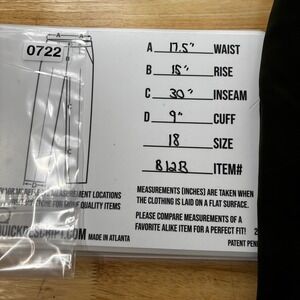 0722
A
A 17.5" WAIST
B 15" RISE
C 30" INSEAM
D 9" CUFF
18 SIZE
B12B ITEM#
MEASUREMENT LOCATIONS
MORE QUALITY ITEMS
MADE IN ATLANTA
MEASUREMENTS (INCHES) ARE TAKEN WHEN
THE CLOTHING IS LAID ON A FLAT SURFACE.
PLEASE COMPARE MEASUREMENTS OF A
FAVORITE ALIKE ITEM FOR A PERFECT FIT!
PATENT